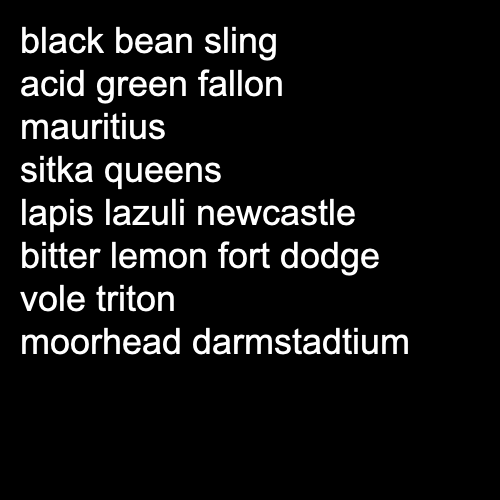 black bean sling
acid green fallon
mauritius
sitka queens
lapis lazuli newcastle
bitter lemon fort dodge
vole triton
moorhead darmstadtium